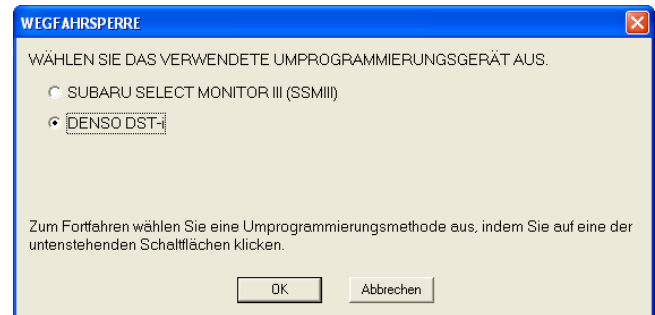 WEGFAHRSPERRE
WÄHLEN SIE DAS VERWENDETE UMPROGRAMMIERUNGSGERÄT AUS.
SUBARU SELECT MONITOR III (SSMIII)
DENSO DST-i
Zum Fortfahren wählen Sie eine Umprogrammierungsmethode aus, indem Sie auf eine der
untenstehenden Schaltflächen klicken.
OK Abbrechen